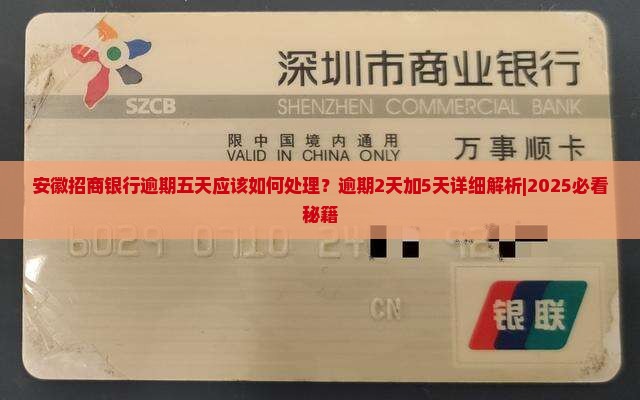 深圳市商业银行
SZCB
SHENZHEN COMMERCIAL BANK
限中国境内通用
VALID IN CHINA ONLY
万事顺卡
安徽招商银行逾期五天应该如何处理？逾期2天加5天详细解析|2025必看
秘籍
6029 0710 24
CN
银联